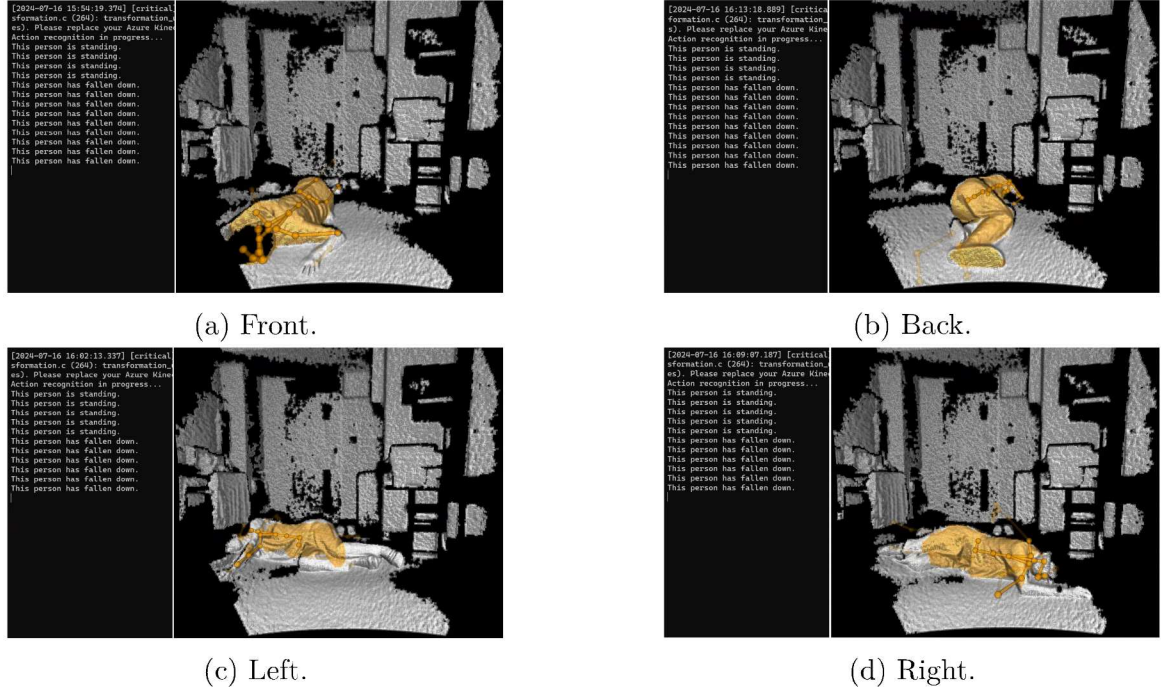 [2024-07-16 15:54:19.374] [critical
sformation.c (264): transformation_
es). Please replace your Azure Kine
Action recognition in progress...
This person is standing.
This person is standing.
This person is standing.
This person is standing.
This person has fallen down.
This person has fallen down.
This person has fallen down.
This person has fallen down.
This person has fallen down.
This person has fallen down.
This person has fallen down.
This person has fallen down.
This person has fallen down.
(a) Front.
[2024-07-16 16:13:18.889] [critica
formation.c (264): transformation_
s). Please replace your Azure Kine
Action recognition in progress...
This person is standing.
This person is standing.
This person is standing.
This person is standing.
This person has fallen down.
This person has fallen down.
This person has fallen down.
This person has fallen down.
This person has fallen down.
This person has fallen down.
This person has fallen down.
This person has fallen down.
This person has fallen down.
(b) Back.
[2024-07-16 16:02:13.337] [critical
sformation.c (264): transformation_
es). Please replace your Azure Kine
Action recognition in progress...
This person is standing.
This person is standing.
This person is standing.
This person is standing.
This person is standing.
This person has fallen down.
This person has fallen down.
This person has fallen down.
This person has fallen down.
This person has fallen down.
This person has fallen down.
(c) Left.
[2024-07-16 16:09:07.187] [critica
sformation.c (264): transformation
es). Please replace your Azure Kin
Action recognition in progress...
This person is standing.
This person is standing.
This person is standing.
This person is standing.
This person is standing.
This person has fallen down.
This person has fallen down.
This person has fallen down.
This person has fallen down.
This person has fallen down.
This person has fallen down.
(d) Right.